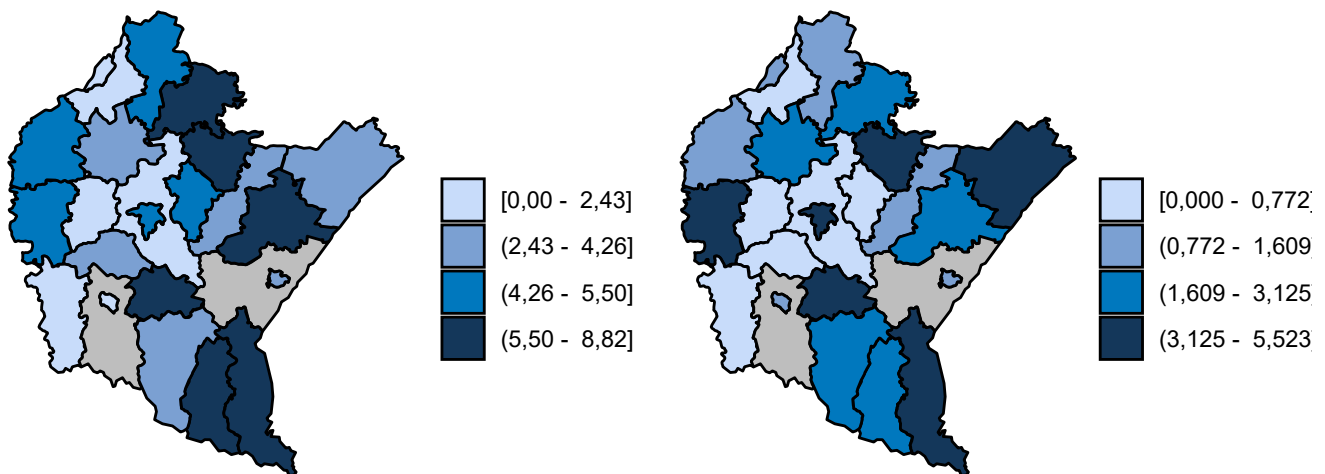 [0,00 - 2,43]
(2,43 - 4,26]
(4,26 - 5,50]
(5,50 - 8,82]
[0,000 - 0,772]
(0,772 - 1,609]
(1,609 - 3,125]
(3,125 - 5,523]